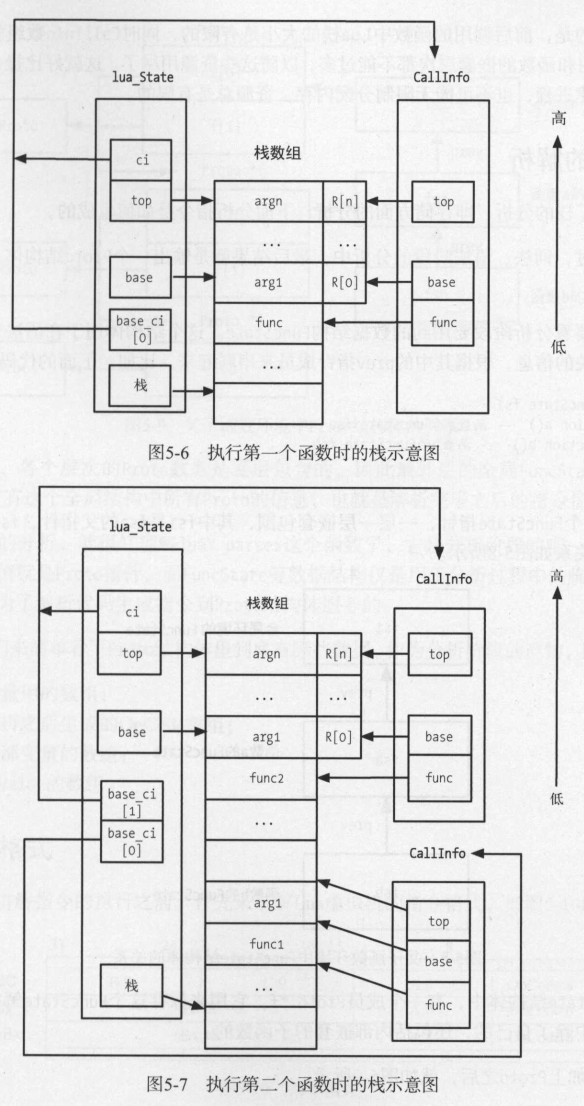 lua_State
CallInfo
高
ci
栈数组
top
argn
R[n]
top
...
...
base
arg1
R[0]
base
base_ci
[0]
func
func
低
栈
...
图5-6 执行第一个函数时的栈示意图
lua_State
CallInfo
高
ci
栈数组
top
argn
R[n]
top
...
...
base
arg1
R[0]
base
func2
func
低
base_ci
[1]
...
base_ci
[0]
CallInfo
arg1
top
func1
base
栈
...
func
图5-7 执行第二个函数时的栈示意图